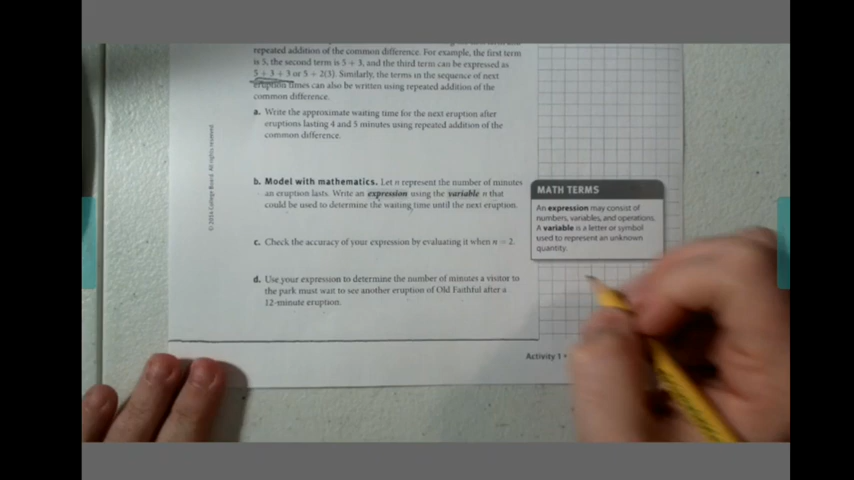 repeated addition of the common difference. For example, the first term
is 5, the second term is 5 + 3, and the third term can be expressed as
5 + 3 + 3 or 5 + 2(3). Similarly, the terms in the sequence of next
eruption times can also be written using repeated addition of the
common difference.
a. Write the approximate waiting time for the next eruption after
eruptions lasting 4 and 5 minutes using repeated addition of the
common difference.
b. Model with mathematics. Let n represent the number of minutes
an eruption lasts. Write an expression using the variable n that
could be used to determine the waiting time until the next eruption.
c. Check the accuracy of your expression by evaluating it when n = 2.
d. Use your expression to determine the number of minutes a visitor to
the park must wait to see another eruption of Old Faithful after a
12-minute eruption.
MATH TERMS
An expression may consist of
numbers, variables, and operations.
A variable is a letter or symbol
used to represent an unknown
quantity.
© 2014 College Board. All rights reserved.
Activity 1